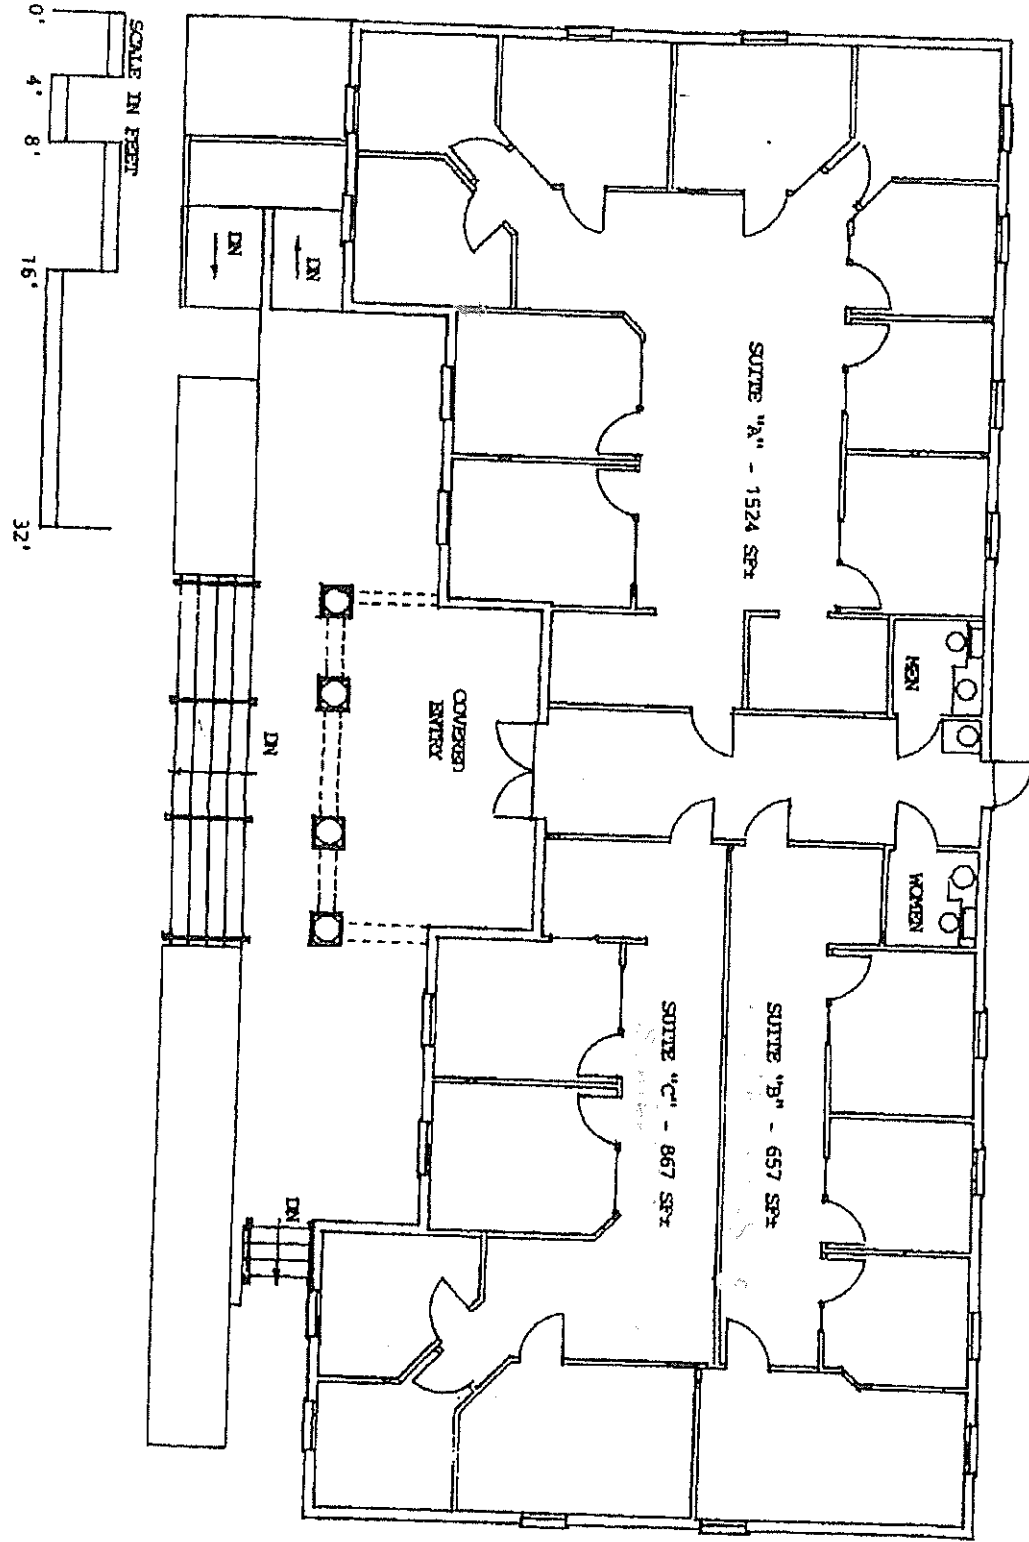 SUITE "A" - 1524 SF±
MEN
COVERED
ENTRY
WOMEN
SUITE "B" - 657 SF±
SUITE "C" - 867 SF±
DN
DN
DN
DN
SCALE IN FEET
0' 4' 8' 16' 32'